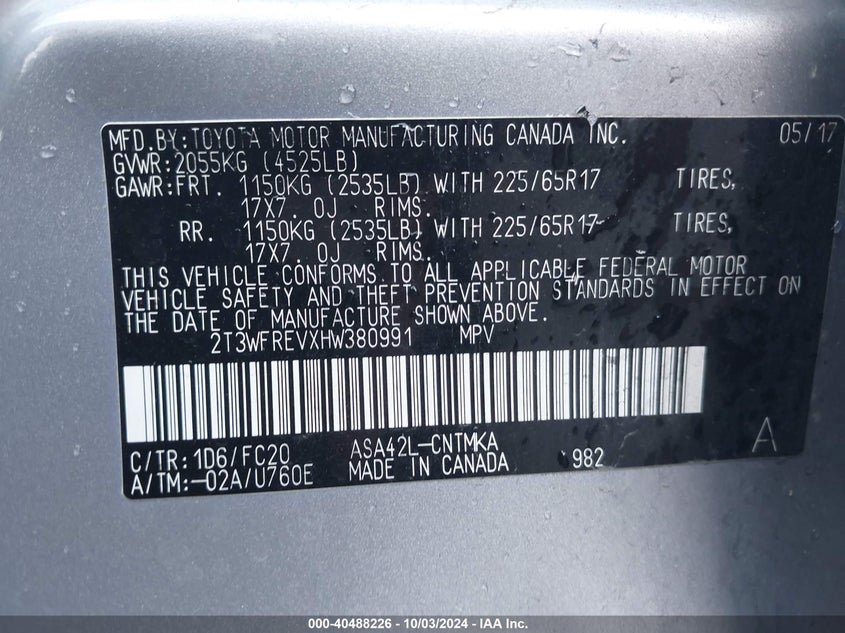 MFD.BY:TOYOTA MOTOR MANUFACTURING CANADA INC. 05/17
GVWR:2055KG (4525LB)
GAWR:FRT. 1150KG (2535LB) WITH 225/65R17 TIRES,
17X7.0J RIMS.
RR. 1150KG (2535LB) WITH 225/65R17 TIRES,
17X7.0J RIMS.
THIS VEHICLE CONFORMS TO ALL APPLICABLE FEDERAL MOTOR
VEHICLE SAFETY AND THEFT PREVENTION STANDARDS IN EFFECT ON
THE DATE OF MANUFACTURE SHOWN ABOVE.
2T3WFREVXHW380991 MPV
C/TR:1D6/FC20 ASA42L-CNTMKA A
A/TM:-02A/U760E MADE IN CANADA 982
000-40488226 - 10/03/2024 - IAA Inc.